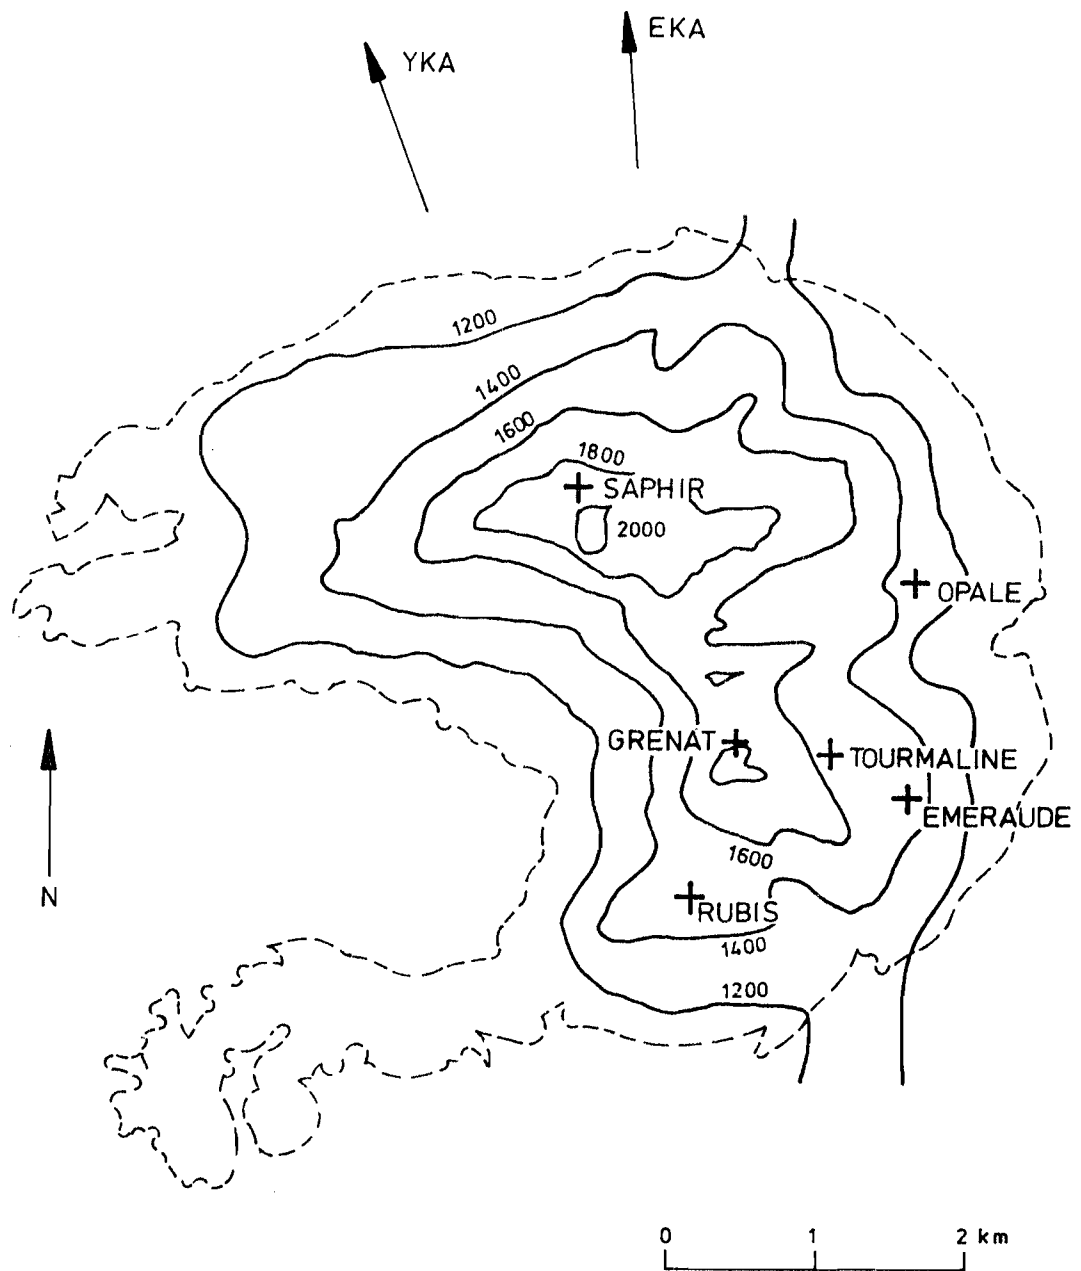 EKA
YKA
1200
1400
1600
1800
SAPHIR
2000
OPALE
GRENAT
TOURMALINE
EMERAUDE
1600
N
RUBIS
1400
1200
0 1 2 km